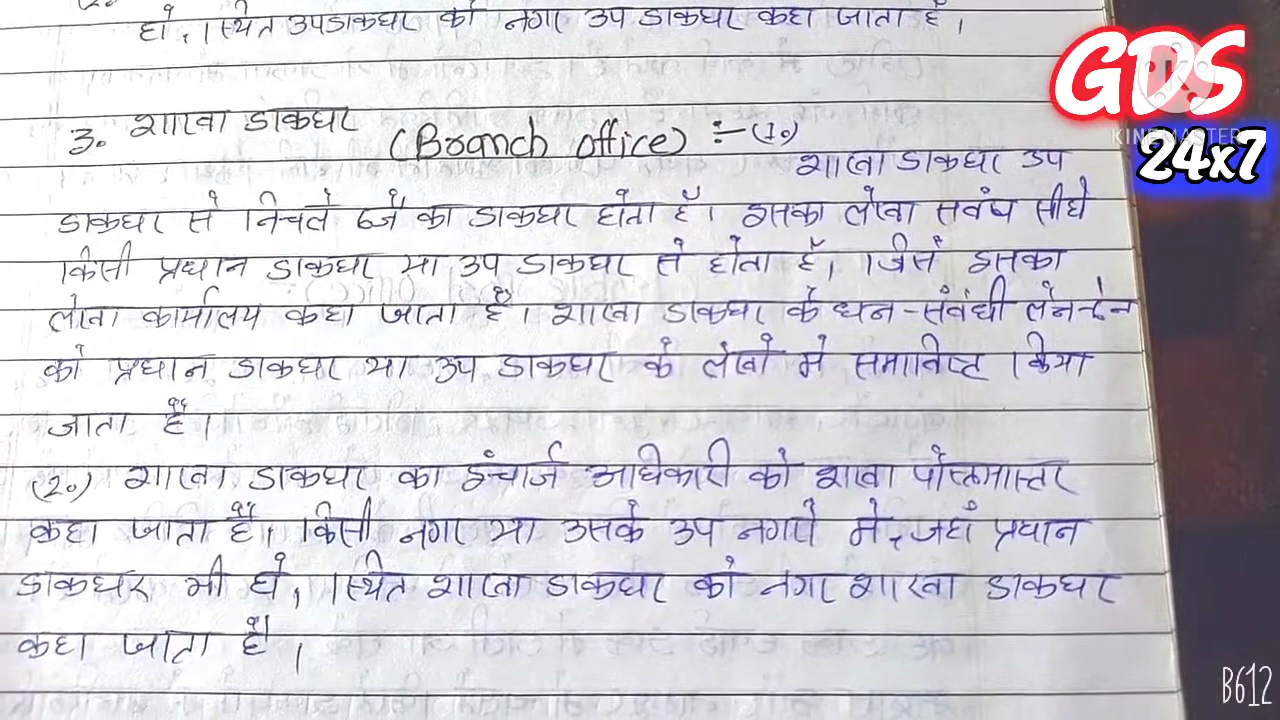 हो, स्थित उपडाकघर को नगर उप डाकघर कहा जाता है।
GDS
KINEMASTER
24x7
3. शाखा डाकघर (Branch office) :- (1.)
शाखा डाकघर उप
डाकघर से निचले दर्जे का डाकघर होता है। इसका लेखा संबंध सीधे
किसी प्रधान डाकघर या उप डाकघर से होता है, जिसे इसका
लेखा कार्यालय कहा जाता है। शाखा डाकघर के धन-संबंधी लेन-देन
को प्रधान डाकघर या उप डाकघर के लेखों मे समाविष्ट किया
जाता है।
(2.) शाखा डाकघर का इंचार्ज अधिकारी को शाखा पोस्टमास्टर
कहा जाता है। किसी नगर या उसके उप नगरों मे, जहां प्रधान
डाकघर भी हो, स्थित शाखा डाकघर को नगर शाखा डाकघर
कहा जाता है।
B612